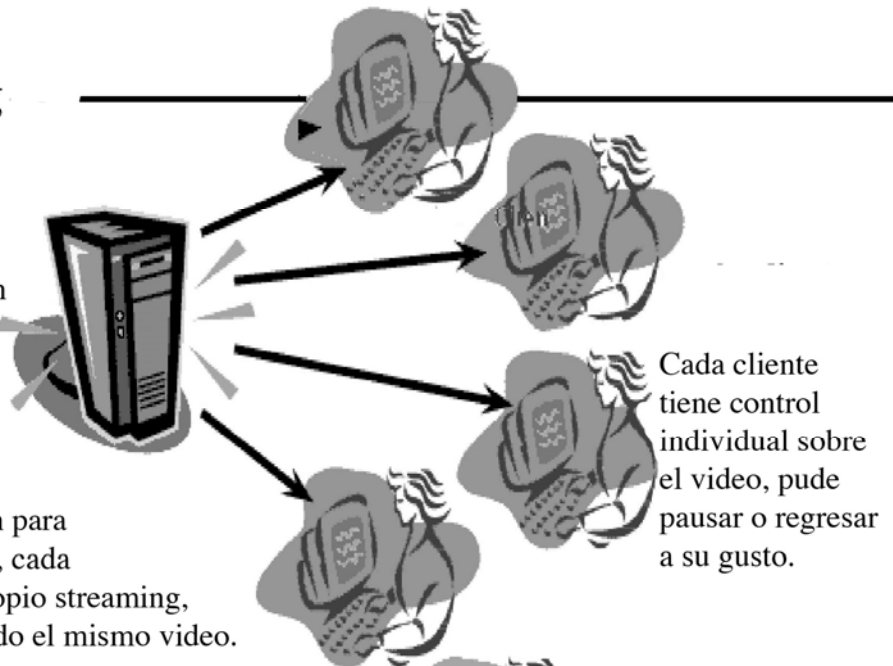 n
Clien
Cada cliente
tiene control
individual sobre
el video, pude
pausar o regresar
a su gusto.
n para
, cada
opio streaming,
do el mismo video.